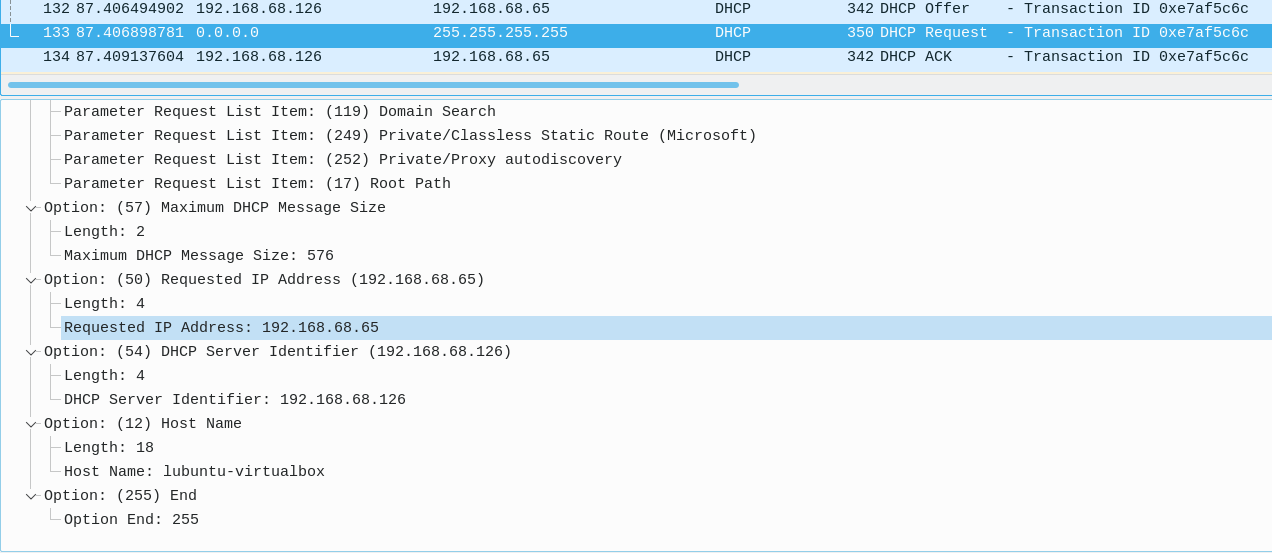 132 87.406494902 192.168.68.126 192.168.68.65 DHCP 342 DHCP Offer - Transaction ID 0xe7af5c6c
133 87.406898781 0.0.0.0 255.255.255.255 DHCP 350 DHCP Request - Transaction ID 0xe7af5c6c
134 87.409137604 192.168.68.126 192.168.68.65 DHCP 342 DHCP ACK - Transaction ID 0xe7af5c6c
Parameter Request List Item: (119) Domain Search
Parameter Request List Item: (249) Private/Classless Static Route (Microsoft)
Parameter Request List Item: (252) Private/Proxy autodiscovery
Parameter Request List Item: (17) Root Path
Option: (57) Maximum DHCP Message Size
Length: 2
Maximum DHCP Message Size: 576
Option: (50) Requested IP Address (192.168.68.65)
Length: 4
Requested IP Address: 192.168.68.65
Option: (54) DHCP Server Identifier (192.168.68.126)
Length: 4
DHCP Server Identifier: 192.168.68.126
Option: (12) Host Name
Length: 18
Host Name: lubuntu-virtualbox
Option: (255) End
Option End: 255